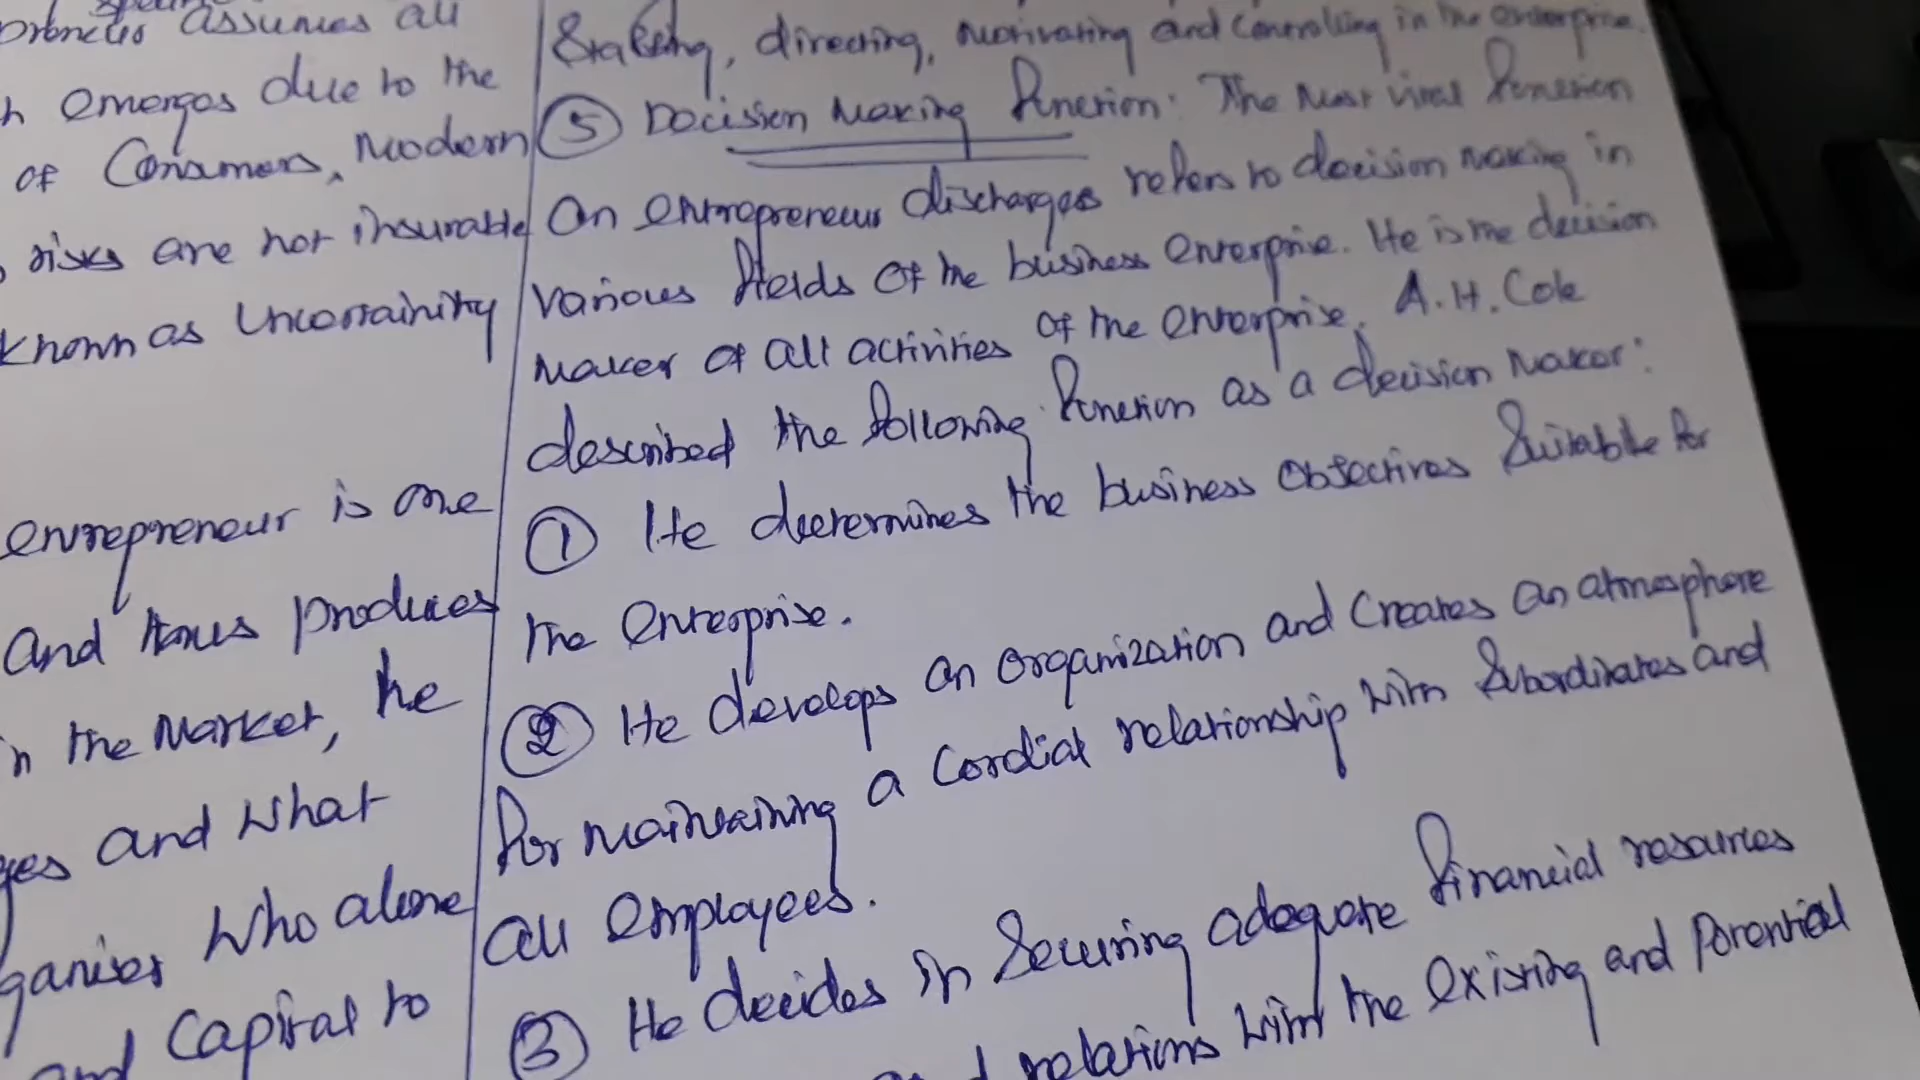 assumes all
emerges due to the
of Consumers, Modern
risks are not insurable
known as Uncertainity
entrepreneur is one
and thus produces
in the Market, he
and what
who alone
and Capital to
Staffing, directing, motivating and controlling in the enterprise.
⑤ Decision Making Function: The most vital function
an entrepreneur discharges refers to decision making in
various fields of the business enterprise. He is the decision
maker of all activities of the enterprise. A.H. Cole
described the following function as a decision maker:
① He determines the business objectives suitable for
the enterprise.
② He develops an organization and creates an atmosphere
for maintaining a cordial relationship with subordinates and
all employees.
③ He decides in securing adequate financial resources
relations with the existing and potential